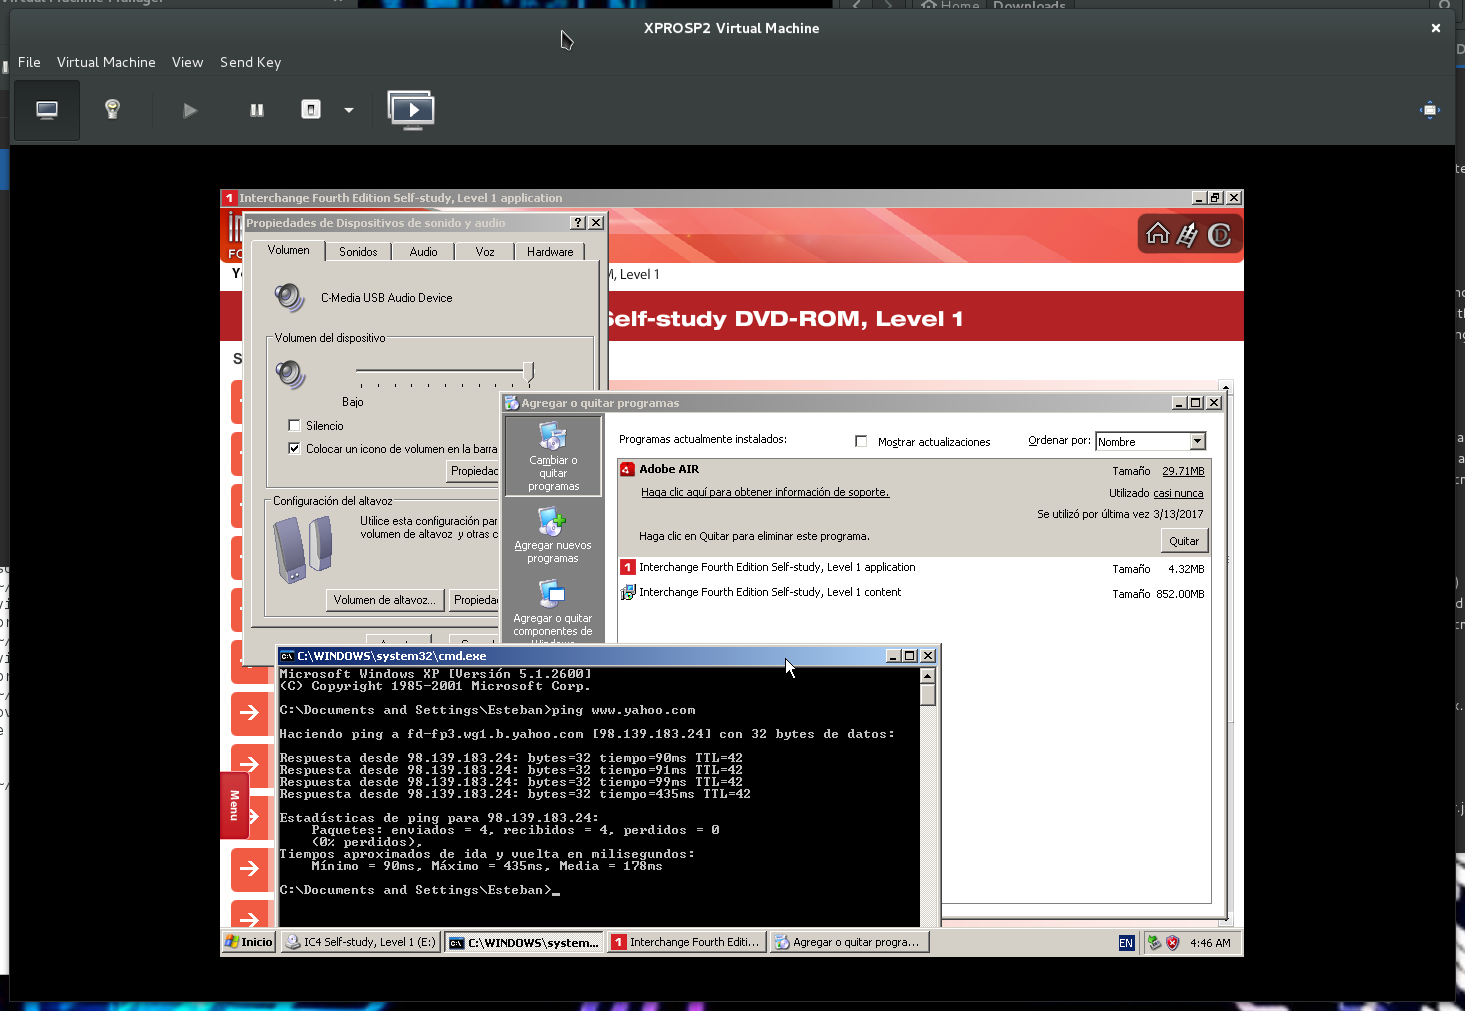 Home
Downloads
XPROSP2 Virtual Machine
File Virtual Machine View Send Key
Interchange Fourth Edition Self-study, Level 1 application
Propiedades de Dispositivos de sonido y audio
Volumen Sonidos Audio Voz Hardware
C-Media USB Audio Device
Volumen del dispositivo
Bajo
Silencio
Colocar un icono de volumen en la barra
Configuración del altavoz
Utilice esta configuración
volumen de altavoz y otras
Volumen de altavoz...
, Level 1
Self-study DVD-ROM, Level 1
Agregar o quitar programas
Cambiar o
quitar
programas
Agregar nuevos
programas
Agregar o quitar
componentes de
Windows
Programas actualmente instalados:
Mostrar actualizaciones
Ordenar por: Nombre
Adobe AIR
Tamaño 29.71MB
Haga clic aquí para obtener información de soporte.
Utilizado casi nunca
Se utilizó por última vez 3/13/2017
Haga clic en Quitar para eliminar este programa.
Quitar
Interchange Fourth Edition Self-study, Level 1 application
Tamaño 4.32MB
Interchange Fourth Edition Self-study, Level 1 content
Tamaño 852.00MB
C:\WINDOWS\system32\cmd.exe
Microsoft Windows XP [Versión 5.1.2600]
(C) Copyright 1985-2001 Microsoft Corp.
C:\Documents and Settings\Esteban>ping www.yahoo.com
Haciendo ping a fd-fp3.wg1.b.yahoo.com [98.139.183.24] con 32 bytes de datos:
Respuesta desde 98.139.183.24: bytes=32 tiempo=90ms TTL=42
Respuesta desde 98.139.183.24: bytes=32 tiempo=91ms TTL=42
Respuesta desde 98.139.183.24: bytes=32 tiempo=99ms TTL=42
Respuesta desde 98.139.183.24: bytes=32 tiempo=435ms TTL=42
Estadísticas de ping para 98.139.183.24:
Paquetes: enviados = 4, recibidos = 4, perdidos = 0
(0% perdidos),
Tiempos aproximados de ida y vuelta en milisegundos:
Mínimo = 90ms, Máximo = 435ms, Media = 178ms
C:\Documents and Settings\Esteban>_
Menu
Inicio
IC4 Self-study, Level 1 (E:)
C:\WINDOWS\system...
Interchange Fourth Editi...
Agregar o quitar progra...
EN
4:46 AM